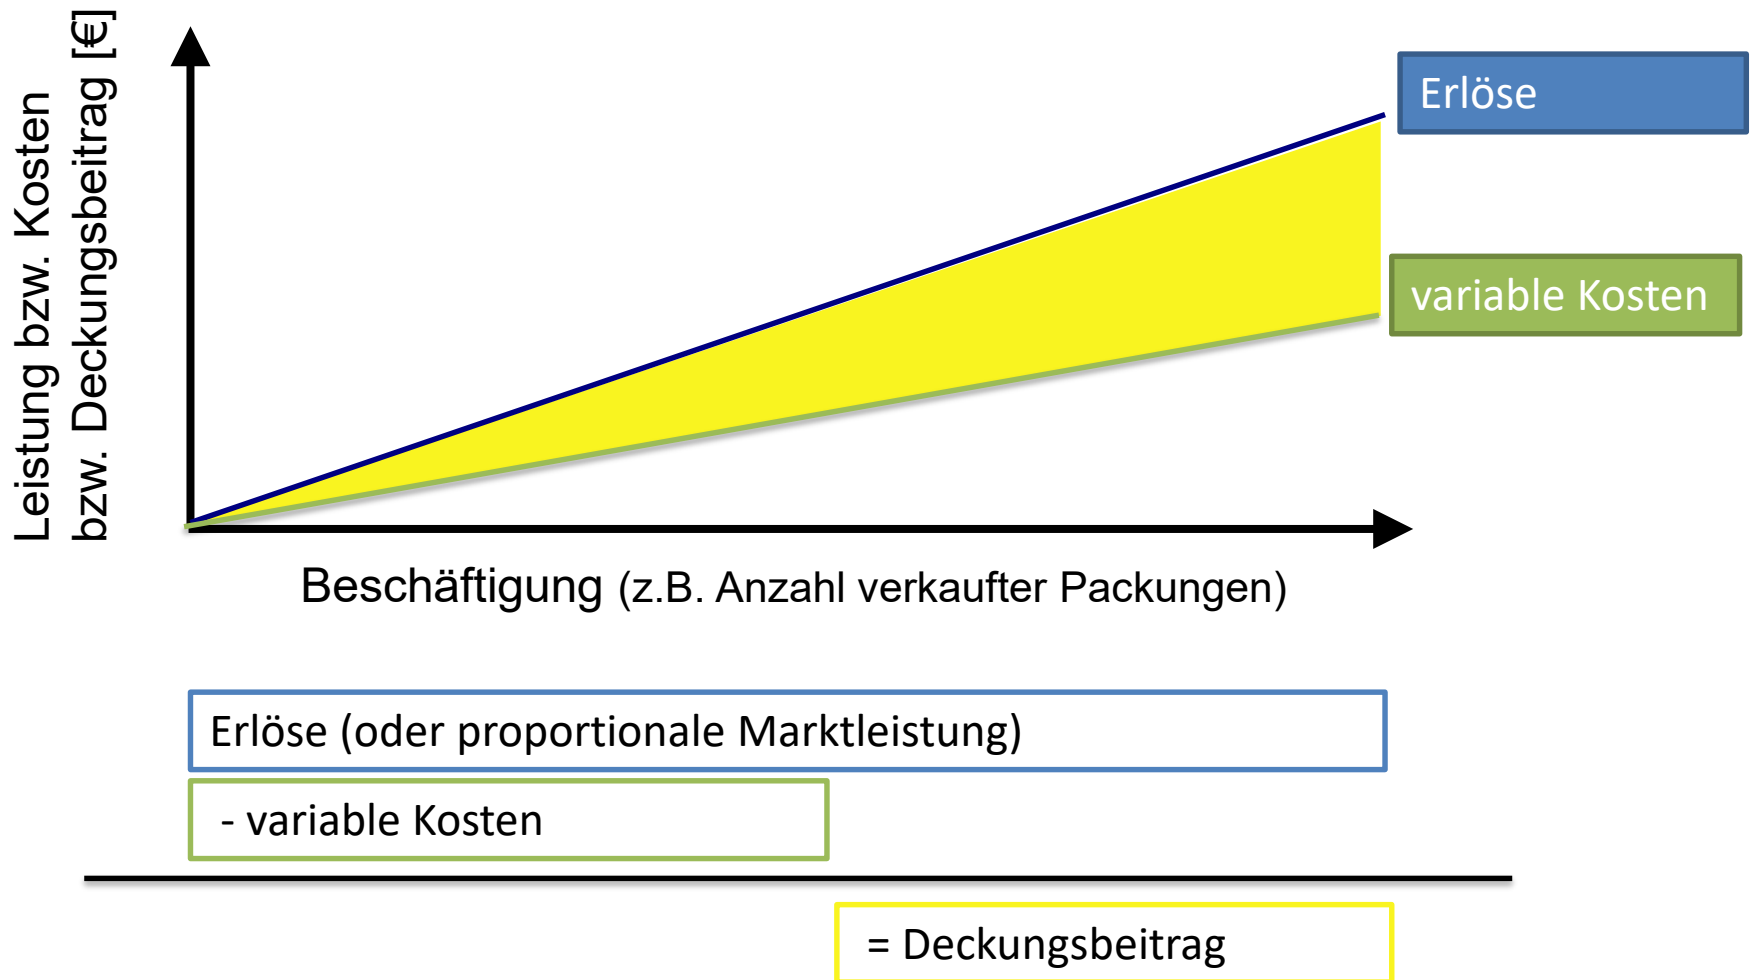 Leistung bzw. Kosten
bzw. Deckungsbeitrag [€]
Erlöse
variable Kosten
Beschäftigung (z.B. Anzahl verkaufter Packungen)
Erlöse (oder proportionale Marktleistung)
- variable Kosten
= Deckungsbeitrag